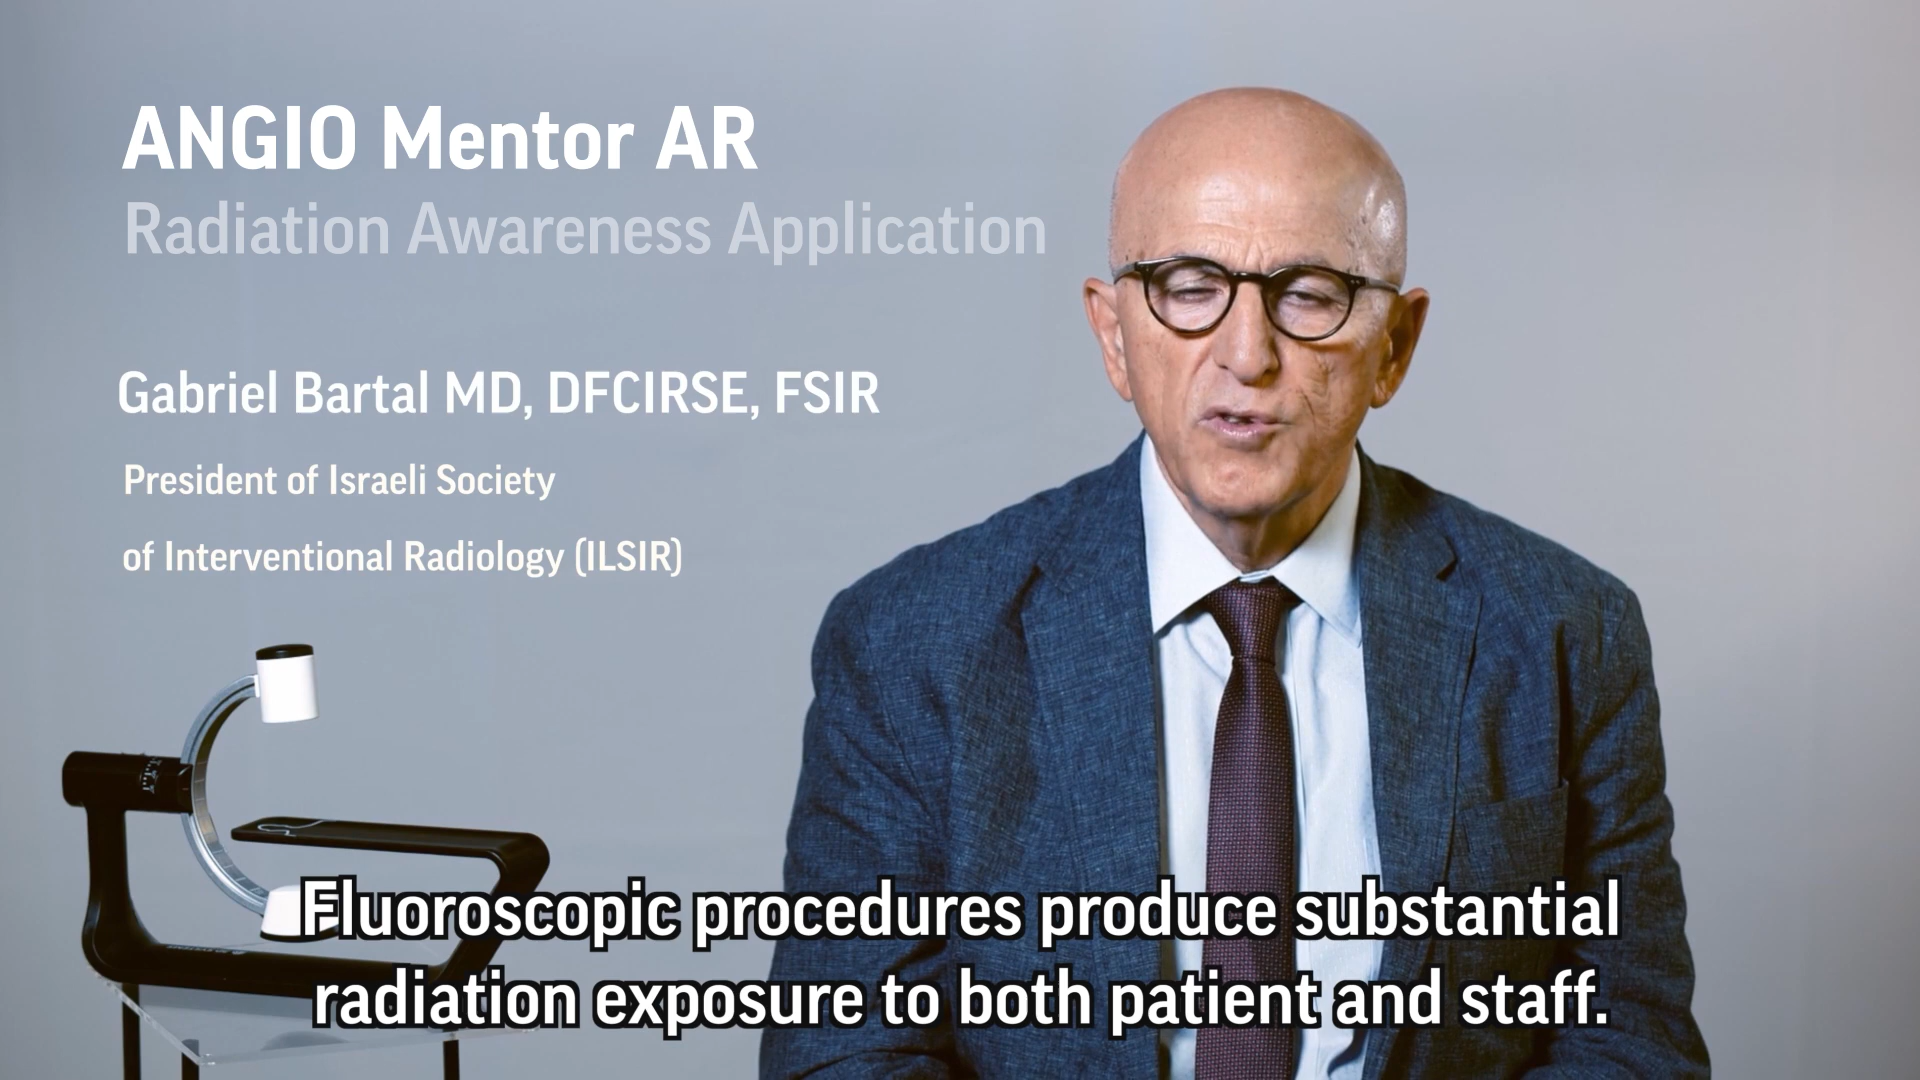 ANGIO Mentor AR
Radiation Awareness Application
Gabriel Bartal MD, DFCIRSE, FSIR
President of Israeli Society
of Interventional Radiology (ILSIR)
Fluoroscopic procedures produce substantial
radiation exposure to both patient and staff.